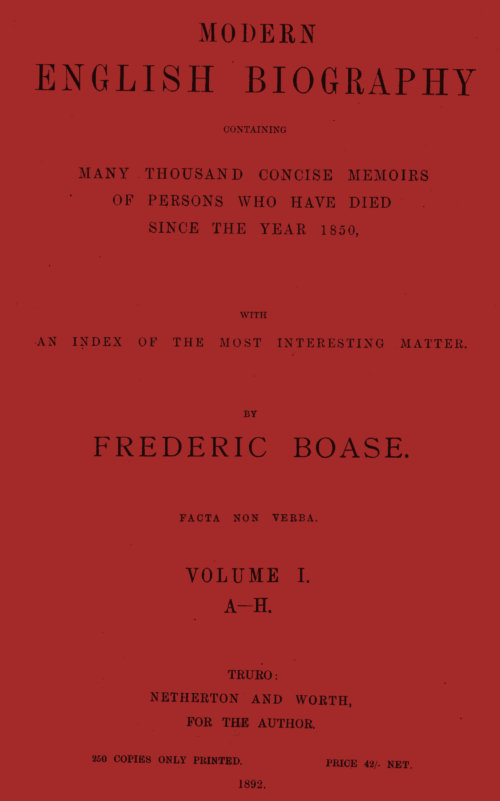 MODERN
ENGLISH BIOGRAPHY
CONTAINING
MANY THOUSAND CONCISE MEMOIRS
OF PERSONS WHO HAVE DIED
SINCE THE YEAR 1850,
WITH
AN INDEX OF THE MOST INTERESTING MATTER.
BY
FREDERIC BOASE.
FACTA NON VERBA.
VOLUME I.
A—H.
TRURO:
NETHERTON AND WORTH,
FOR THE AUTHOR.
250 COPIES ONLY PRINTED. PRICE 42/- NET.
1892.